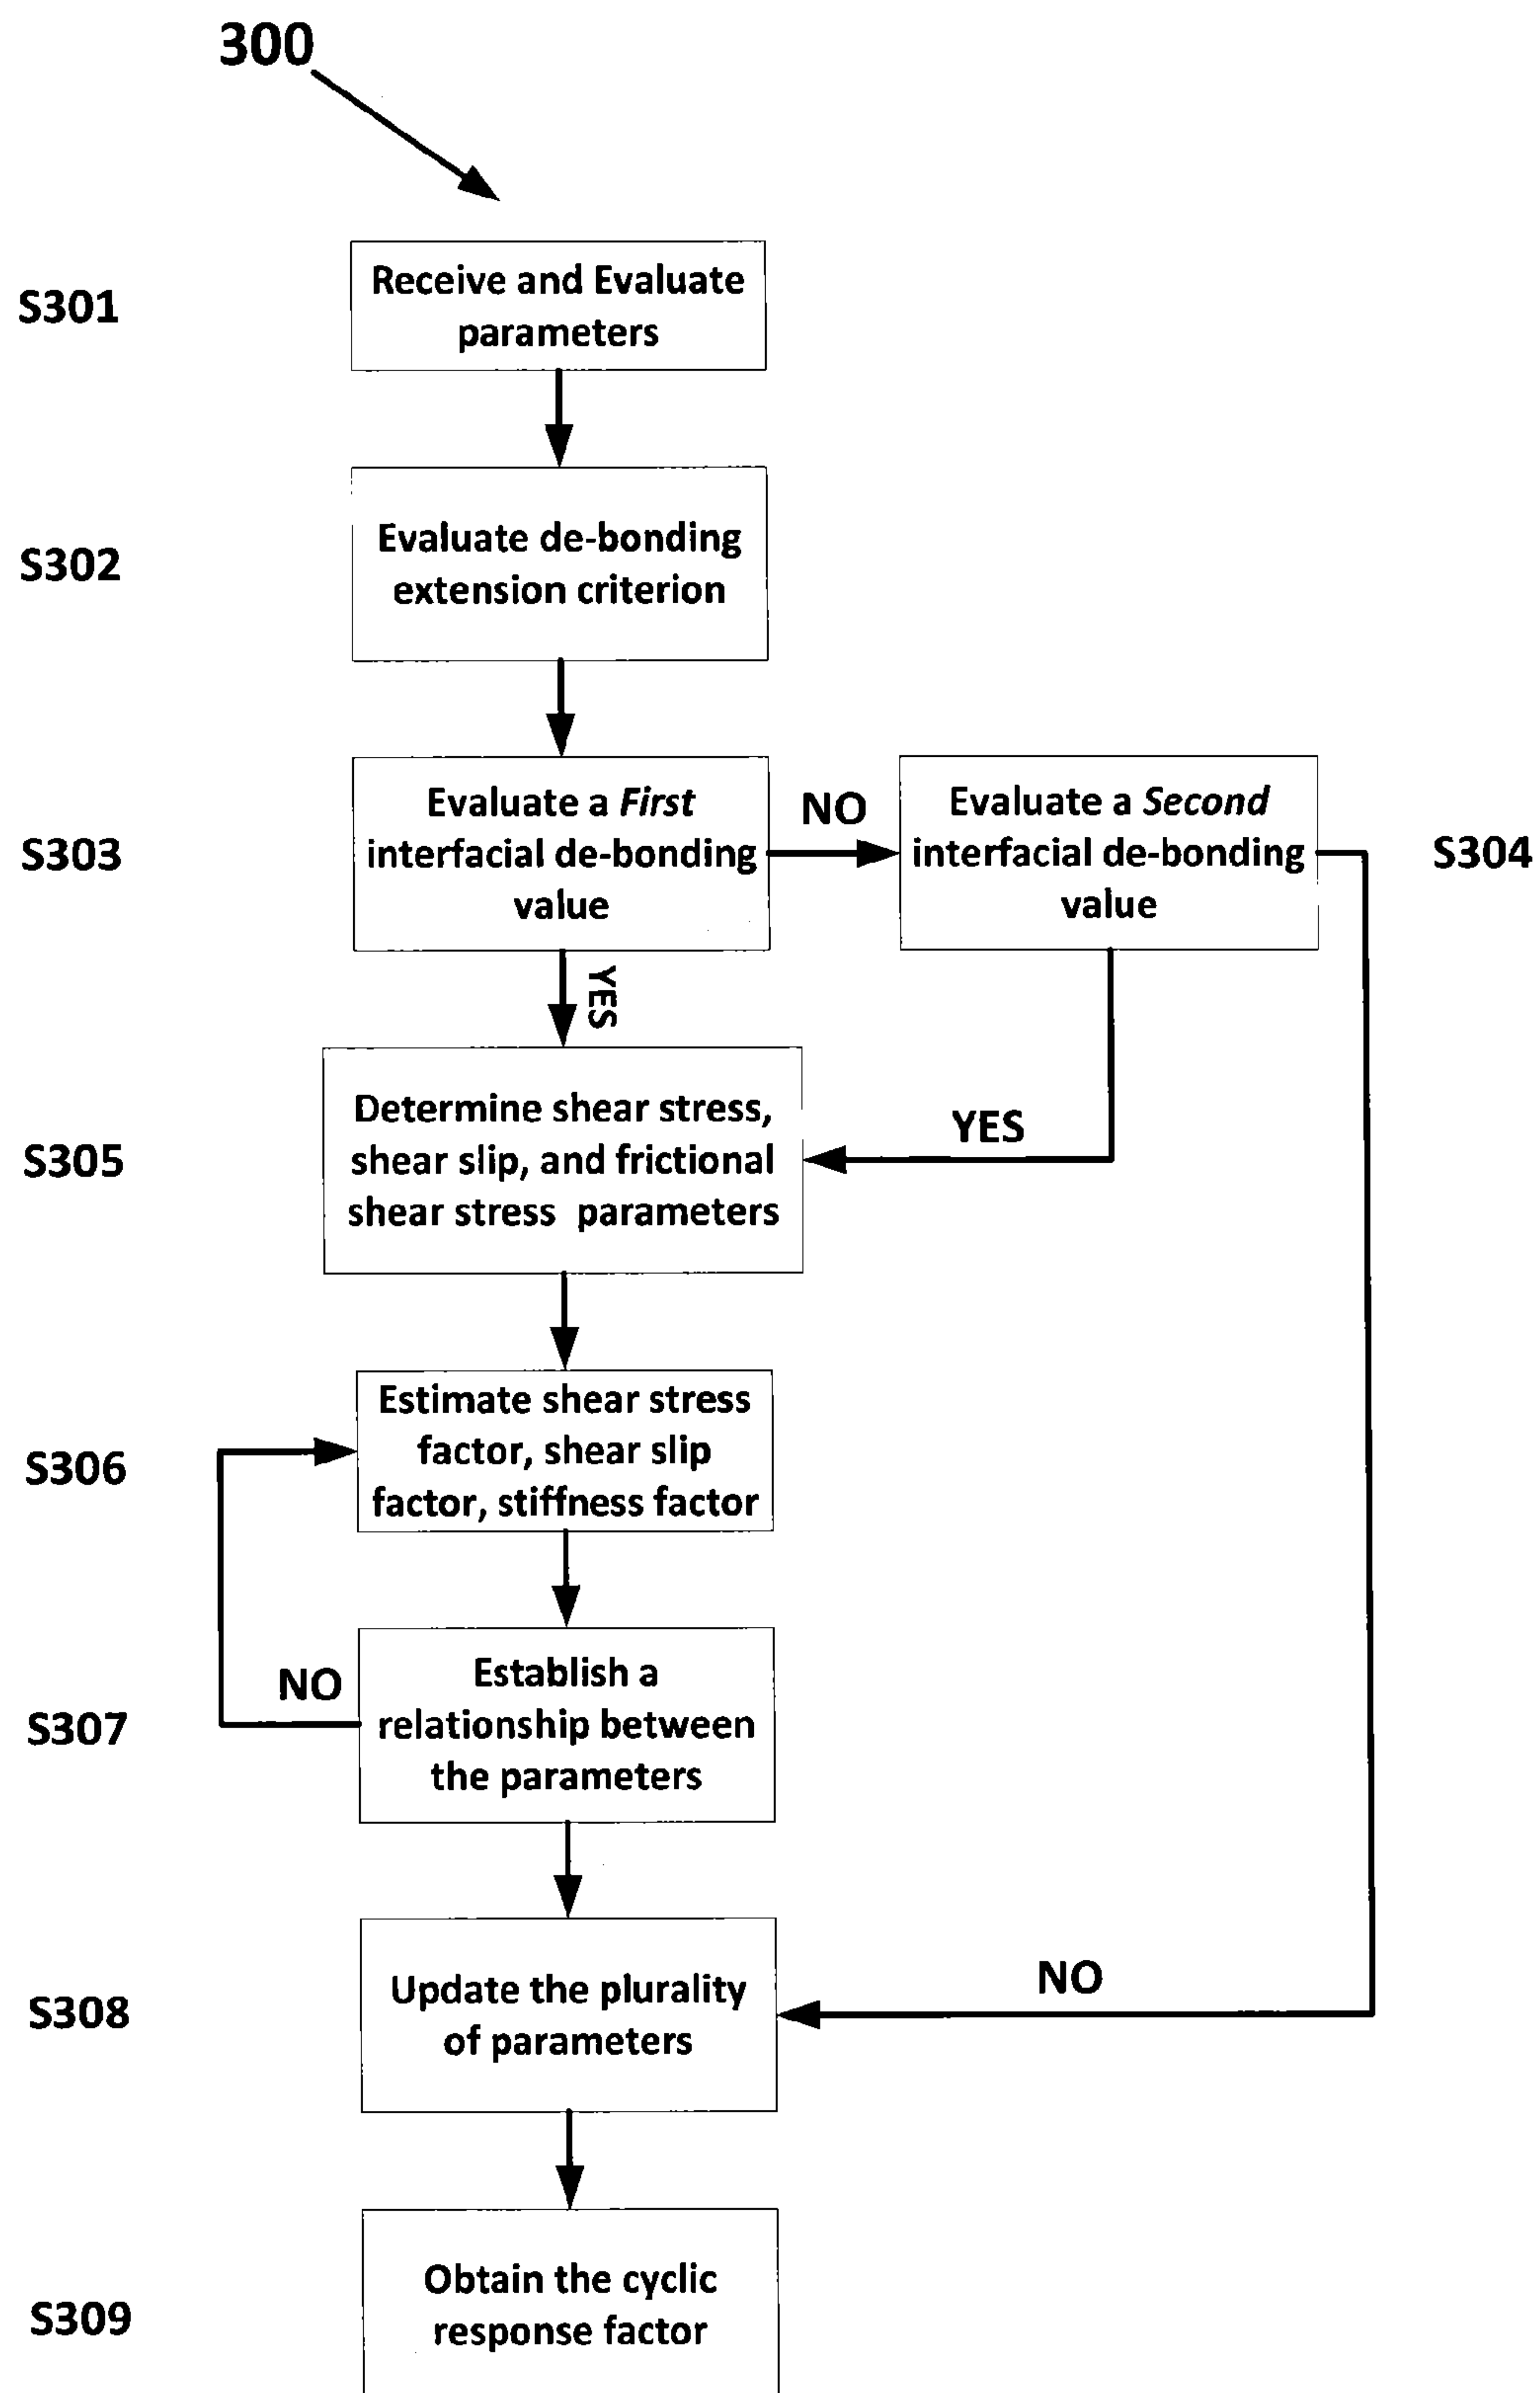 300
S301
Receive and Evaluate
parameters
S302
Evaluate de-bonding
extension criterion
S303
Evaluate a First
interfacial de-bonding
value
NO
Evaluate a Second
interfacial de-bonding
value
S304
YES
S305
Determine shear stress,
shear slip, and frictional
shear stress parameters
YES
S306
Estimate shear stress
factor, shear slip
factor, stiffness factor
S307
NO
Establish a
relationship between
the parameters
S308
Update the plurality
of parameters
NO
S309
Obtain the cyclic
response factor